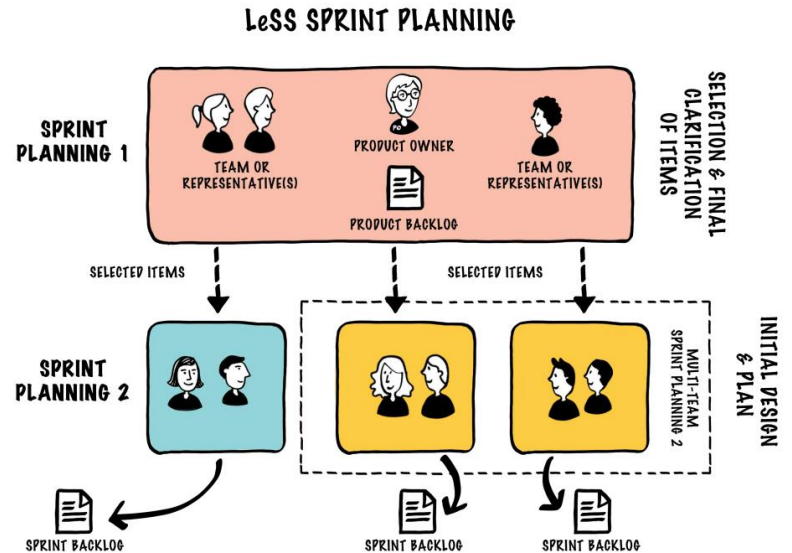 LeSS SPRINT PLANNING
SPRINT
PLANNING 1
TEAM OR
REPRESENTATIVE(S)
PO
PRODUCT OWNER
PRODUCT BACKLOG
TEAM OR
REPRESENTATIVE(S)
SELECTION & FINAL
CLARIFICATION
OF ITEMS
SELECTED ITEMS
SELECTED ITEMS
SPRINT
PLANNING 2
MULTI-TEAM
SPRINT PLANNING 2
INITIAL DESIGN
& PLAN
SPRINT BACKLOG
SPRINT BACKLOG
SPRINT BACKLOG